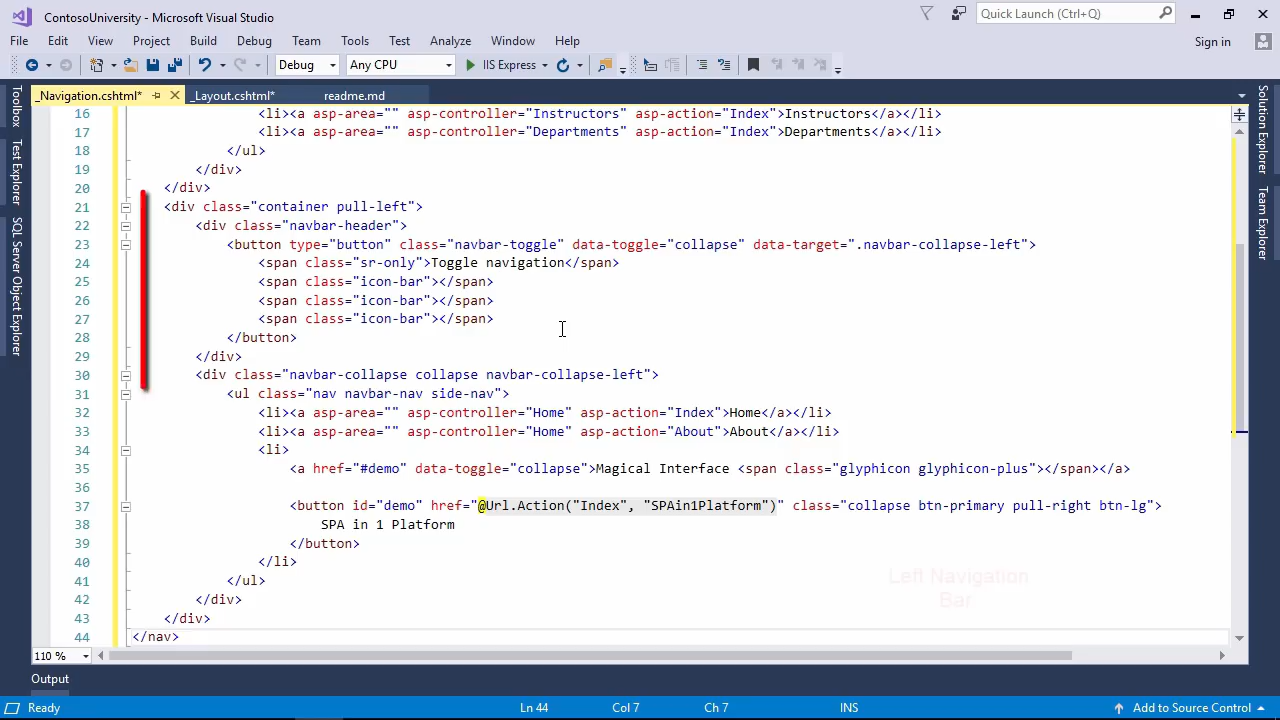 ContosoUniversity - Microsoft Visual Studio
Quick Launch (Ctrl+Q)
File Edit View Project Build Debug Team Tools Test Analyze Window Help
Sign in
Debug Any CPU IIS Express
_Navigation.cshtml* _Layout.cshtml* readme.md
Toolbox
Test Explorer
SQL Server Object Explorer
Solution Explorer
Team Explorer
16 <li><a asp-area="" asp-controller="Instructors" asp-action="Index">Instructors</a></li>
17 <li><a asp-area="" asp-controller="Departments" asp-action="Index">Departments</a></li>
18 </ul>
19 </div>
20 </div>
21 <div class="container pull-left">
22 <div class="navbar-header">
23 <button type="button" class="navbar-toggle" data-toggle="collapse" data-target=".navbar-collapse-left">
24 <span class="sr-only">Toggle navigation</span>
25 <span class="icon-bar"></span>
26 <span class="icon-bar"></span>
27 <span class="icon-bar"></span>
28 </button>
29 </div>
30 <div class="navbar-collapse collapse navbar-collapse-left">
31 <ul class="nav navbar-nav side-nav">
32 <li><a asp-area="" asp-controller="Home" asp-action="Index">Home</a></li>
33 <li><a asp-area="" asp-controller="Home" asp-action="About">About</a></li>
34 <li>
35 <a href="#demo" data-toggle="collapse">Magical Interface <span class="glyphicon glyphicon-plus"></span></a>
36
37 <button id="demo" href="@Url.Action("Index", "SPAin1Platform")" class="collapse btn-primary pull-right btn-lg">
38 SPA in 1 Platform
39 </button>
40 </li>
41 </ul>
42 </div>
43 </div>
44 </nav>
Left Navigation
Bar
110 %
Output
Ready Ln 44 Col 7 Ch 7 INS Add to Source Control